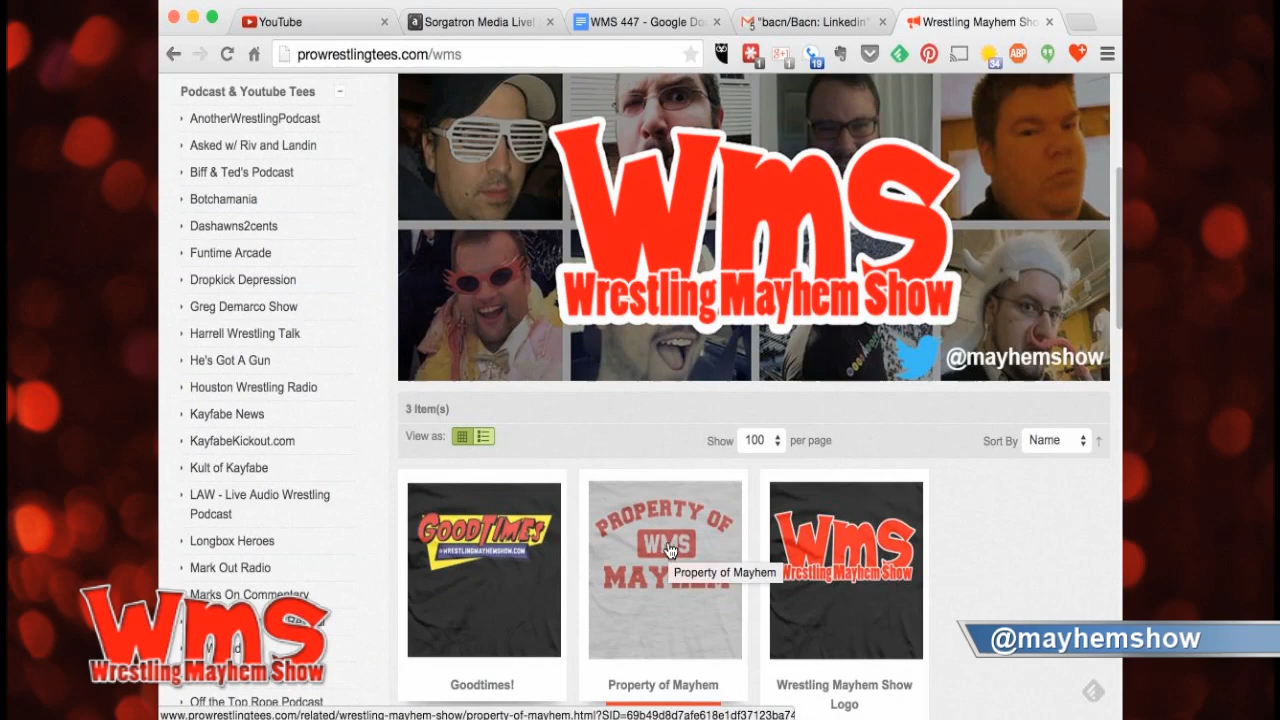 YouTube
Sorgatron Media Live!
WMS 447 - Google Do
"bacn/Bacn: Linkedin"
Wrestling Mayhem Sho
prowrestlingtees.com/wms
1
1
19
34
ABP
Podcast & Youtube Tees
AnotherWrestlingPodcast
Asked w/ Riv and Landin
Biff & Ted's Podcast
Botchamania
Dashawns2cents
Funtime Arcade
Dropkick Depression
Greg Demarco Show
Harrell Wrestling Talk
He's Got A Gun
Houston Wrestling Radio
Kayfabe News
KayfabeKickout.com
Kult of Kayfabe
LAW - Live Audio Wrestling
Podcast
Longbox Heroes
Mark Out Radio
Marks On Commentary
Off the Top Rope Podcast
WMS
Wrestling Mayhem Show
@mayhemshow
3 Item(s)
View as:
Show 100 per page
Sort By Name
GOODTIMES
@WRESTLINGMAYHEMSHOW.COM
PROPERTY OF
WMS
MAYHEM
Property of Mayhem
WMS
Wrestling Mayhem Show
Goodtimes!
Property of Mayhem
Wrestling Mayhem Show
Logo
WMS
Wrestling Mayhem Show
@mayhemshow
www.prowrestlingtees.com/related/wrestling-mayhem-show/property-of-mayhem.html?SID=69b49d8d7afe618e1df37123ba74